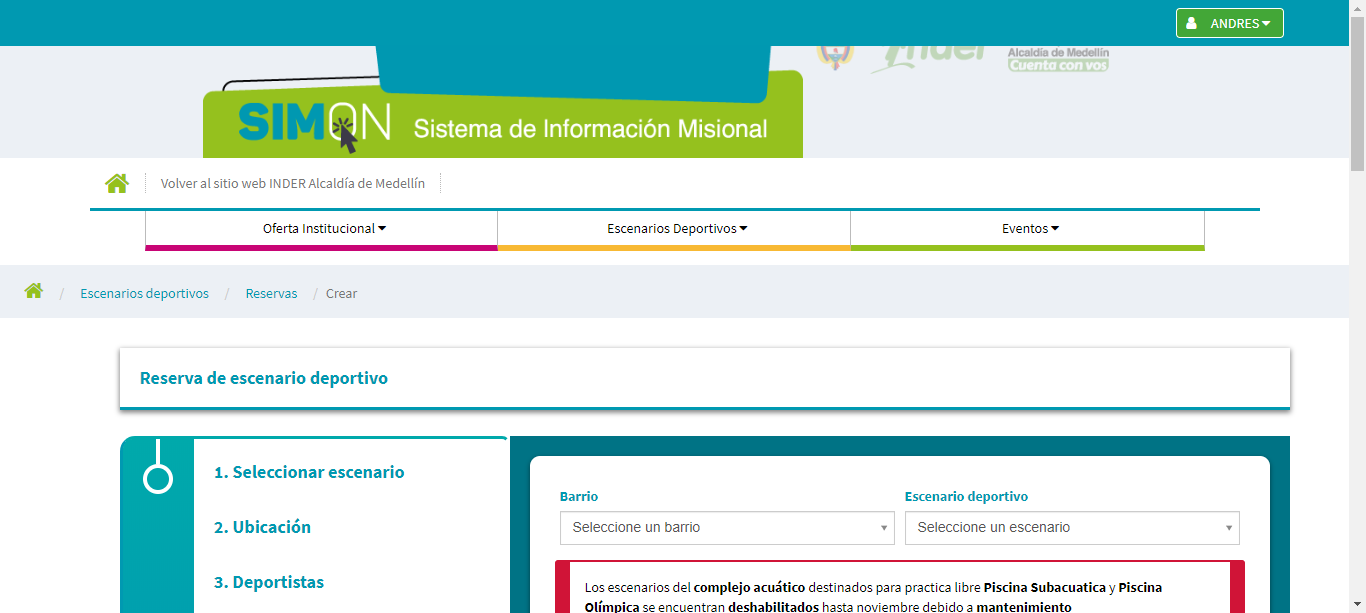 ANDRES
Inder
Alcaldía de Medellín
Cuenta con vos
SIMON Sistema de Información Misional
Volver al sitio web INDER Alcaldía de Medellín
Oferta Institucional Escenarios Deportivos Eventos
/ Escenarios deportivos / Reservas / Crear
Reserva de escenario deportivo
1. Seleccionar escenario
2. Ubicación
3. Deportistas
Barrio Escenario deportivo
Seleccione un barrio Seleccione un escenario
Los escenarios del complejo acuático destinados para practica libre Piscina Subacuatica y Piscina
Olímpica se encuentran deshabilitados hasta noviembre debido a mantenimiento